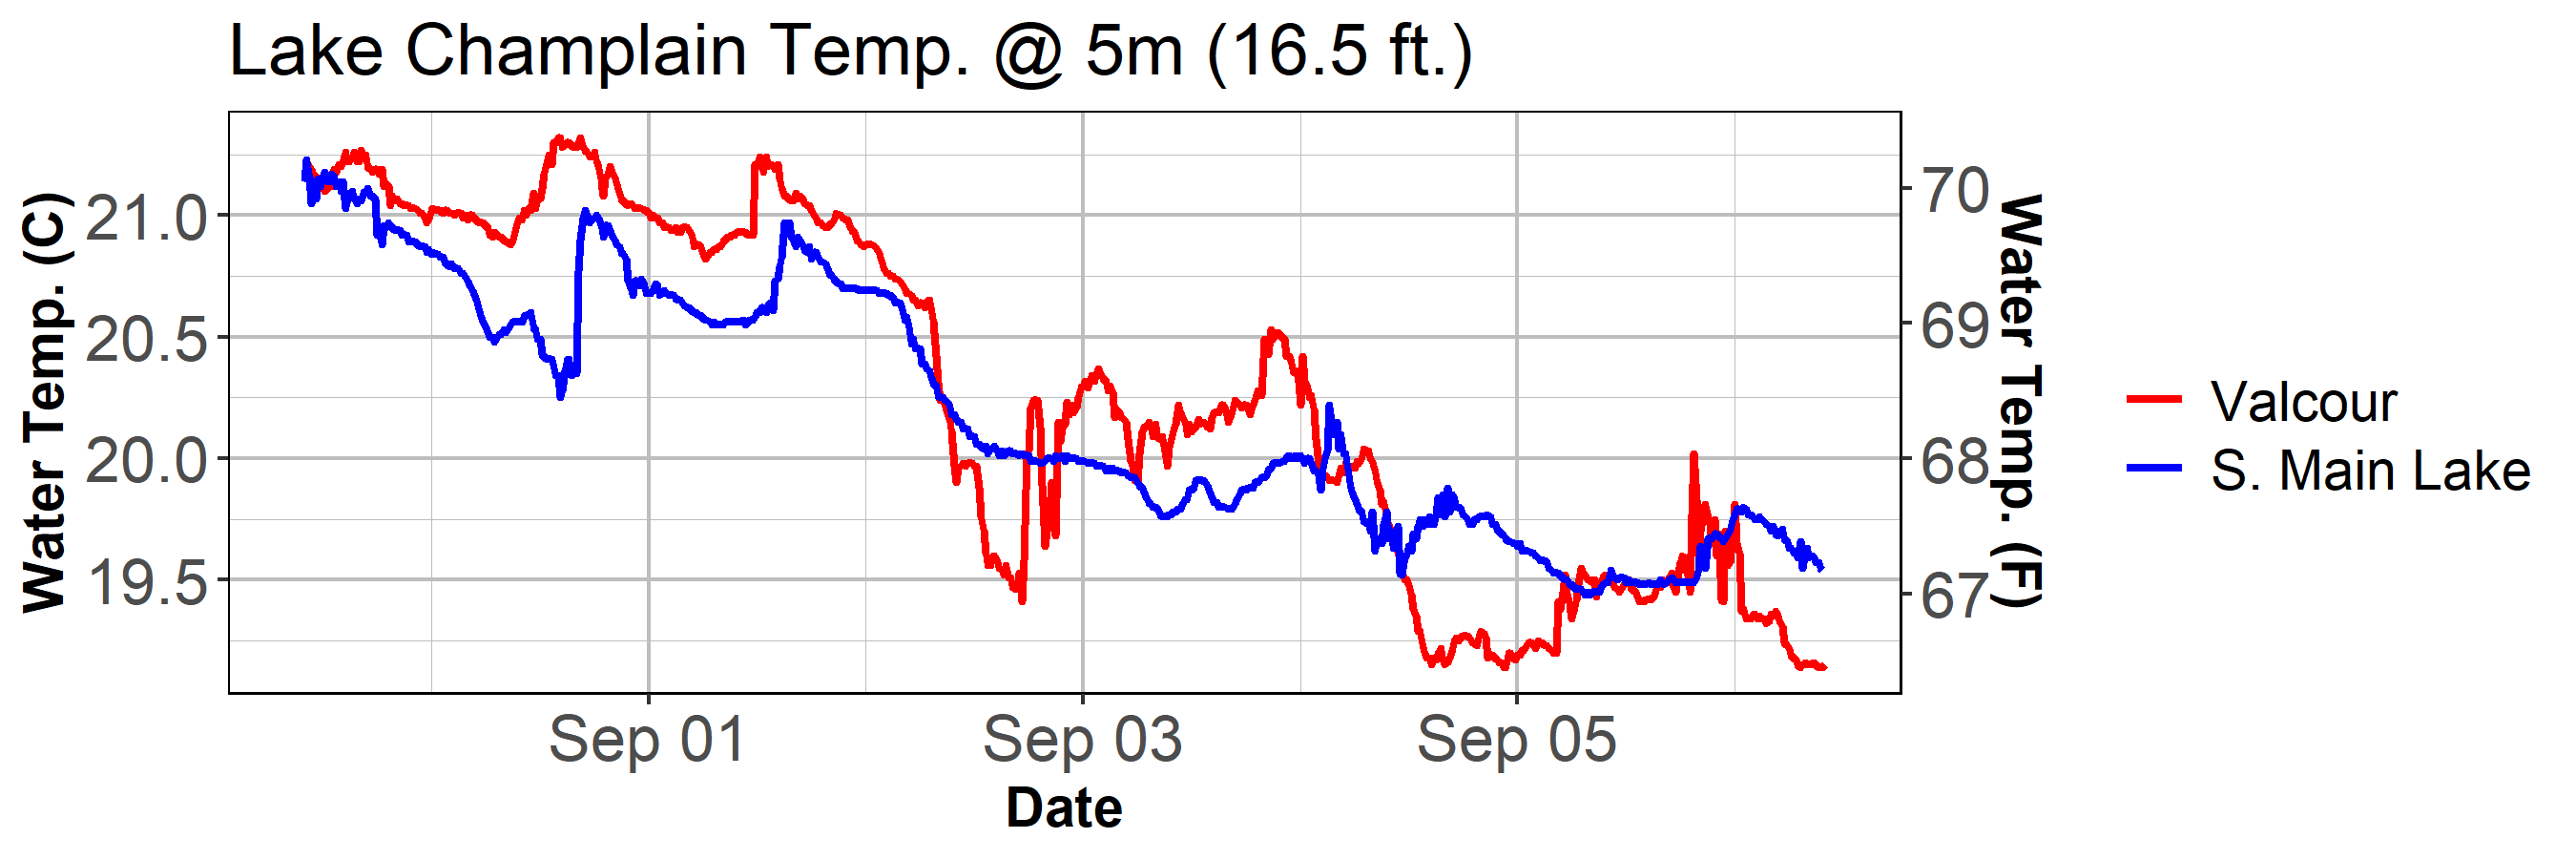 Lake Champlain Temp. @ 5m (16.5 ft.)
Water Temp. (C)
21.0
20.5
20.0
19.5
70
69
68
67
Water Temp. (F)
Sep 01 Sep 03 Sep 05
Date
Valcour
S. Main Lake